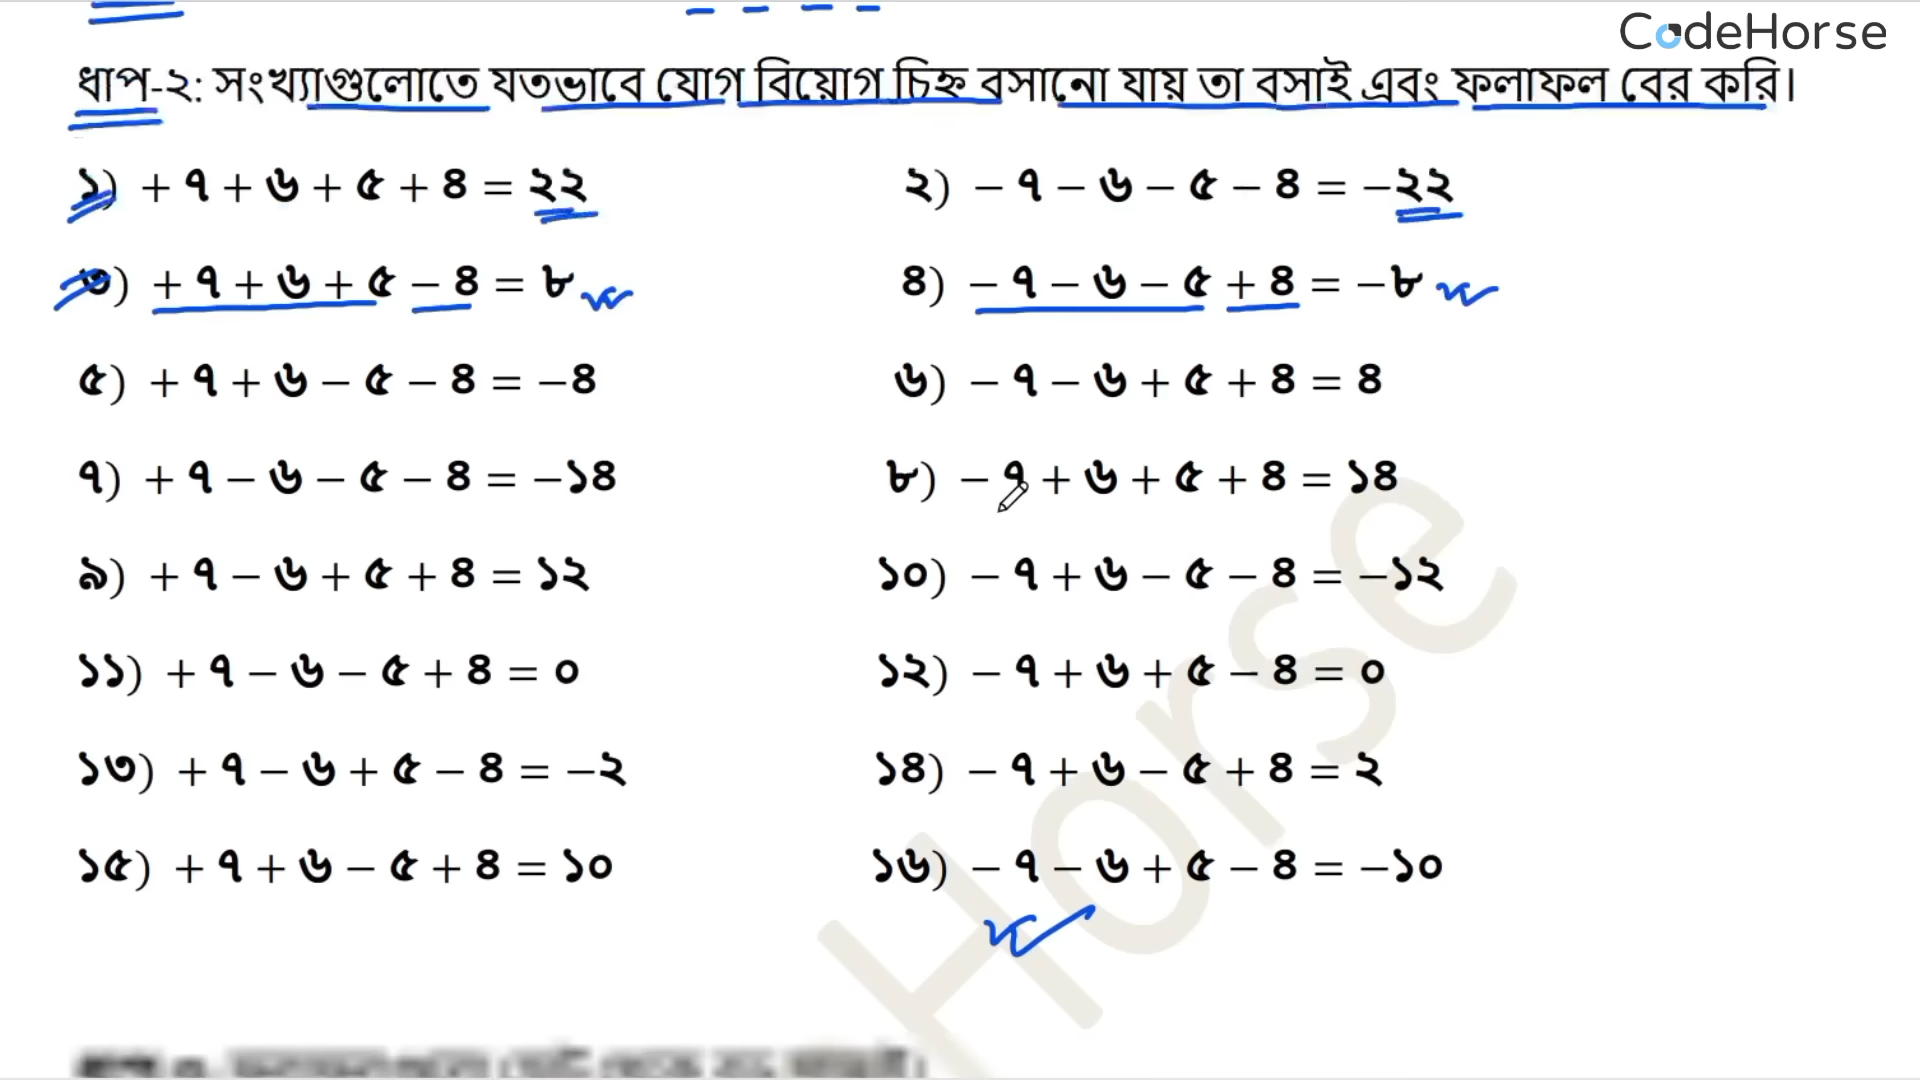 CodeHorse
ধাপ-২: সংখ্যাগুলোতে যতভাবে যোগ বিয়োগ চিহ্ন বসানো যায় তা বসাই এবং ফলাফল বের করি।
১) + ৭ + ৬ + ৫ + ৪ = ২২
২) − ৭ − ৬ − ৫ − ৪ = −২২
৩) + ৭ + ৬ + ৫ − ৪ = ৮
৪) − ৭ − ৬ − ৫ + ৪ = −৮
৫) + ৭ + ৬ − ৫ − ৪ = −৪
৬) − ৭ − ৬ + ৫ + ৪ = ৪
৭) + ৭ − ৬ − ৫ − ৪ = −১৪
৮) − ৭ + ৬ + ৫ + ৪ = ১৪
৯) + ৭ − ৬ + ৫ + ৪ = ১২
১০) − ৭ + ৬ − ৫ − ৪ = −১২
১১) + ৭ − ৬ − ৫ + ৪ = ০
১২) − ৭ + ৬ + ৫ − ৪ = ০
১৩) + ৭ − ৬ + ৫ − ৪ = −২
১৪) − ৭ + ৬ − ৫ + ৪ = ২
১৫) + ৭ + ৬ − ৫ + ৪ = ১০
১৬) − ৭ − ৬ + ৫ − ৪ = −১০
Horse